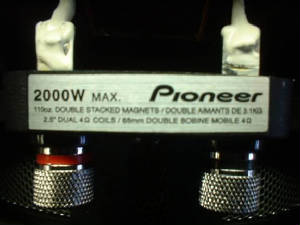 2000W MAX. Pioneer
110oz. DOUBLE STACKED MAGNETS / DOUBLE AIMANTS DE 3.1KG
2.5" DUAL 4Ω COILS / 65mm DOUBLE BOBINE MOBILE 4Ω